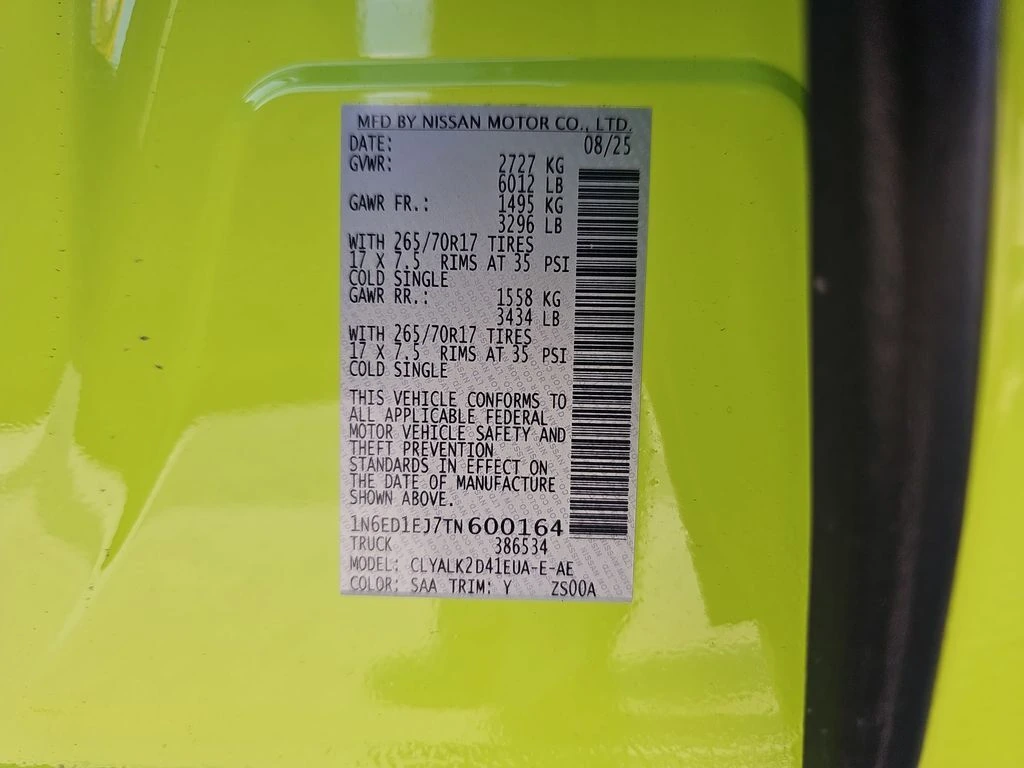 MFD BY NISSAN MOTOR CO., LTD.
DATE: 08/25
GVWR: 2727 KG
6012 LB
GAWR FR.: 1495 KG
3296 LB
WITH 265/70R17 TIRES
17 X 7.5 RIMS AT 35 PSI
COLD SINGLE
GAWR RR.: 1558 KG
3434 LB
WITH 265/70R17 TIRES
17 X 7.5 RIMS AT 35 PSI
COLD SINGLE
THIS VEHICLE CONFORMS TO
ALL APPLICABLE FEDERAL
MOTOR VEHICLE SAFETY AND
THEFT PREVENTION
STANDARDS IN EFFECT ON
THE DATE OF MANUFACTURE
SHOWN ABOVE.
1N6ED1EJ7TN600164
TRUCK 386534
MODEL: CLYALK2D41EUA-E-AE
COLOR: SAA TRIM: Y ZS00A